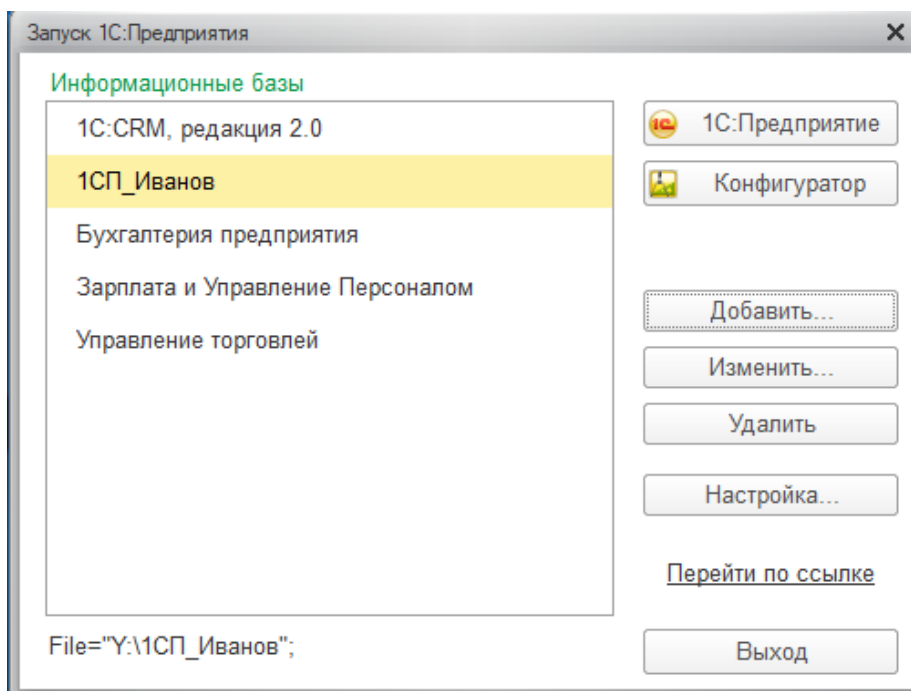 Запуск 1С:Предприятия
Информационные базы
1С:CRM, редакция 2.0
1СП_Иванов
Бухгалтерия предприятия
Зарплата и Управление Персоналом
Управление торговлей
File="Y:\1СП_Иванов";
1С:Предприятие
Конфигуратор
Добавить...
Изменить...
Удалить
Настройка...
Перейти по ссылке
Выход